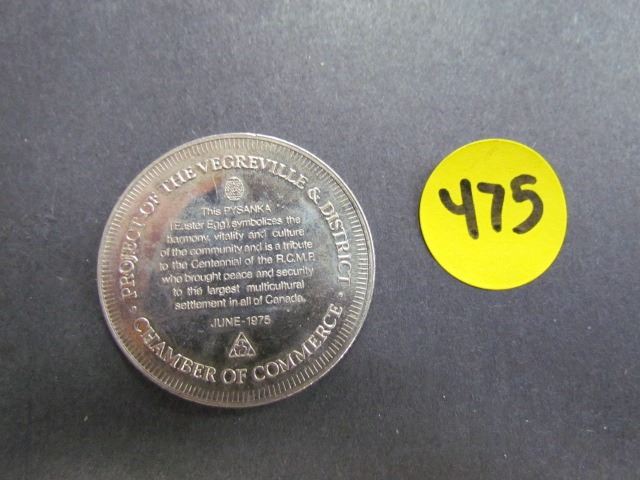 PROJECT OF THE VEGREVILLE & DISTRICT
This PYSANKA
(Easter Egg) symbolizes the
harmony, vitality and culture
of the community and is a tribute
to the Centennial of the R.C.M.P.
who brought peace and security
to the largest multicultural
settlement in all of Canada.
JUNE-1975
CHAMBER OF COMMERCE
475